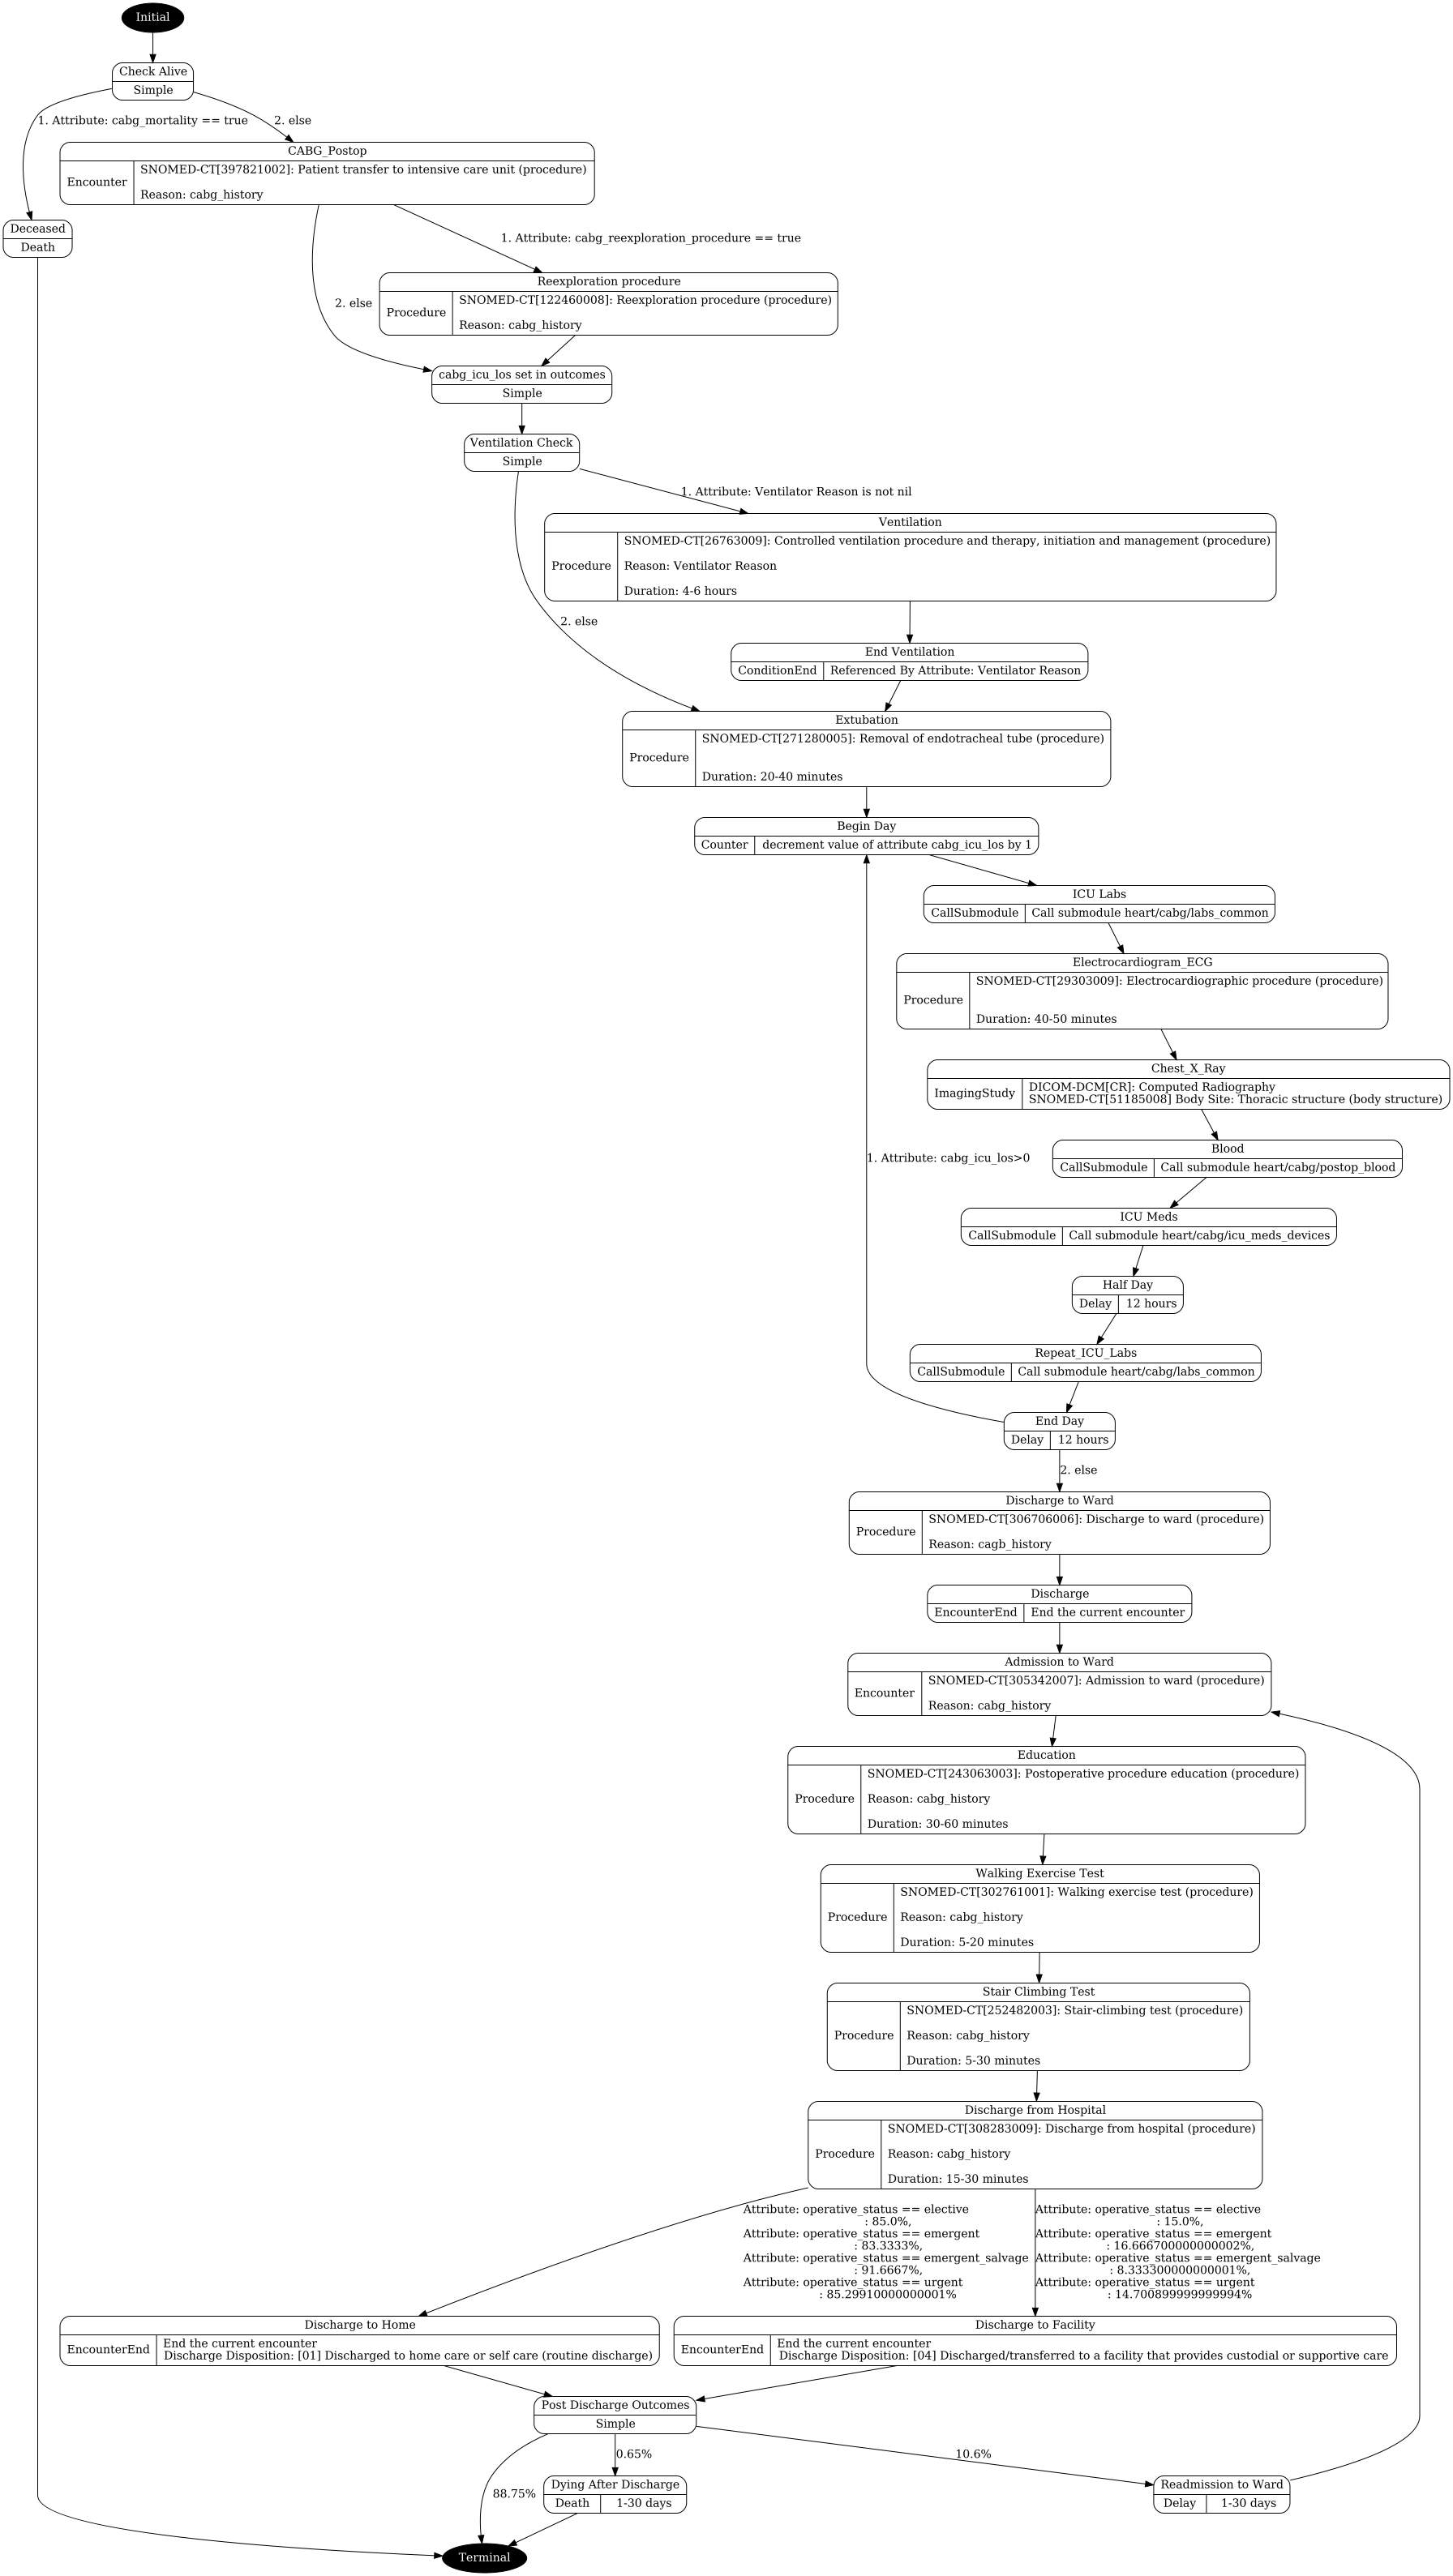 Initial
Check Alive
Simple
1. Attribute: cabg_mortality == true
2. else
CABG_Postop
Encounter
SNOMED-CT[397821002]: Patient transfer to intensive care unit (procedure)
Reason: cabg_history
Deceased
Death
1. Attribute: cabg_reexploration_procedure == true
2. else
Reexploration procedure
Procedure
SNOMED-CT[122460008]: Reexploration procedure (procedure)
Reason: cabg_history
cabg_icu_los set in outcomes
Simple
Ventilation Check
Simple
1. Attribute: Ventilator Reason is not nil
2. else
Ventilation
Procedure
SNOMED-CT[26763009]: Controlled ventilation procedure and therapy, initiation and management (procedure)
Reason: Ventilator Reason
Duration: 4-6 hours
End Ventilation
ConditionEnd
Referenced By Attribute: Ventilator Reason
Extubation
Procedure
SNOMED-CT[271280005]: Removal of endotracheal tube (procedure)
Duration: 20-40 minutes
Begin Day
Counter
decrement value of attribute cabg_icu_los by 1
ICU Labs
CallSubmodule
Call submodule heart/cabg/labs_common
Electrocardiogram_ECG
Procedure
SNOMED-CT[29303009]: Electrocardiographic procedure (procedure)
Duration: 40-50 minutes
Chest_X_Ray
ImagingStudy
DICOM-DCM[CR]: Computed Radiography
SNOMED-CT[51185008] Body Site: Thoracic structure (body structure)
1. Attribute: cabg_icu_los>0
Blood
CallSubmodule
Call submodule heart/cabg/postop_blood
ICU Meds
CallSubmodule
Call submodule heart/cabg/icu_meds_devices
Half Day
Delay
12 hours
Repeat_ICU_Labs
CallSubmodule
Call submodule heart/cabg/labs_common
End Day
Delay
12 hours
2. else
Discharge to Ward
Procedure
SNOMED-CT[306706006]: Discharge to ward (procedure)
Reason: cagb_history
Discharge
EncounterEnd
End the current encounter
Admission to Ward
Encounter
SNOMED-CT[305342007]: Admission to ward (procedure)
Reason: cabg_history
Education
Procedure
SNOMED-CT[243063003]: Postoperative procedure education (procedure)
Reason: cabg_history
Duration: 30-60 minutes
Walking Exercise Test
Procedure
SNOMED-CT[302761001]: Walking exercise test (procedure)
Reason: cabg_history
Duration: 5-20 minutes
Stair Climbing Test
Procedure
SNOMED-CT[252482003]: Stair-climbing test (procedure)
Reason: cabg_history
Duration: 5-30 minutes
Discharge from Hospital
Procedure
SNOMED-CT[308283009]: Discharge from hospital (procedure)
Reason: cabg_history
Duration: 15-30 minutes
Attribute: operative_status == elective
: 85.0%,
Attribute: operative_status == emergent
: 83.3333%,
Attribute: operative_status == emergent_salvage
: 91.6667%,
Attribute: operative_status == urgent
: 85.29910000000001%
Attribute: operative_status == elective
: 15.0%,
Attribute: operative_status == emergent
: 16.666700000000002%,
Attribute: operative_status == emergent_salvage
: 8.333300000000001%,
Attribute: operative_status == urgent
: 14.700899999999994%
Discharge to Home
EncounterEnd
End the current encounter
Discharge Disposition: [01] Discharged to home care or self care (routine discharge)
Discharge to Facility
EncounterEnd
End the current encounter
Discharge Disposition: [04] Discharged/transferred to a facility that provides custodial or supportive care
Post Discharge Outcomes
Simple
0.65%
10.6%
88.75%
Dying After Discharge
Death
1-30 days
Readmission to Ward
Delay
1-30 days
Terminal